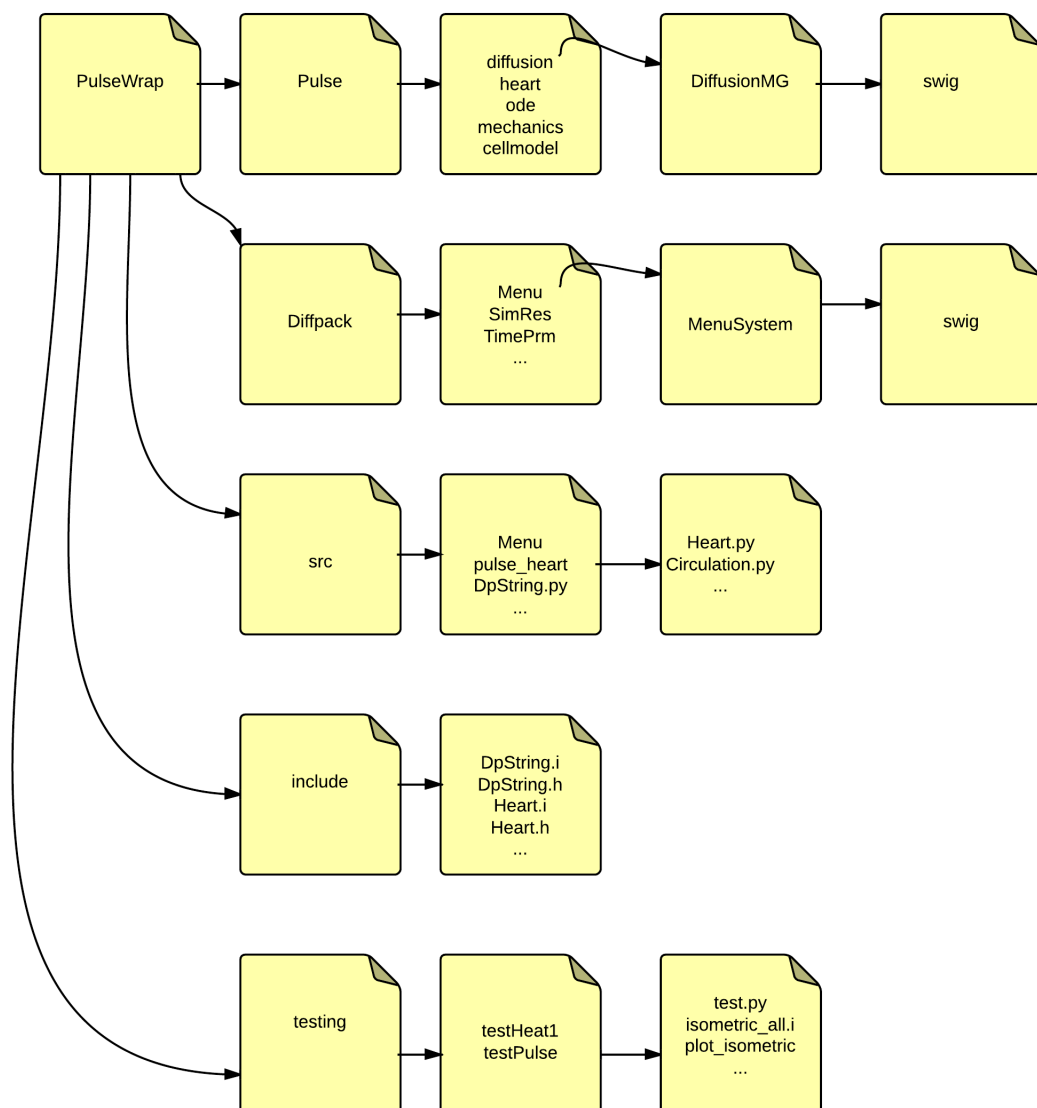 PulseWrap
Pulse
diffusion
heart
ode
mechanics
cellmodel
DiffusionMG
swig
Diffpack
Menu
SimRes
TimePrm
...
MenuSystem
swig
src
Menu
pulse_heart
DpString.py
...
Heart.py
Circulation.py
...
include
DpString.i
DpString.h
Heart.i
Heart.h
...
testing
testHeat1
testPulse
test.py
isometric_all.i
plot_isometric
...